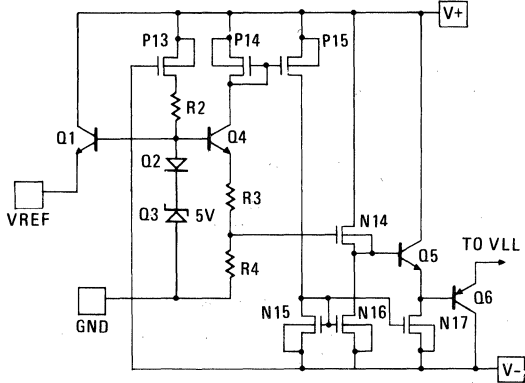 V+
P13
P14
P15
R2
Q1
Q4
Q2
Q3
5V
R3
VREF
N14
R4
Q5
TO VLL
Q6
GND
N15
N16
N17
V-